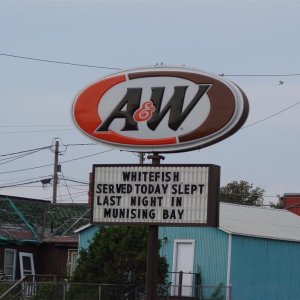 A&W
WHITEFISH
SERVED TODAY SLEPT
LAST NIGHT IN
MUNISING BAY